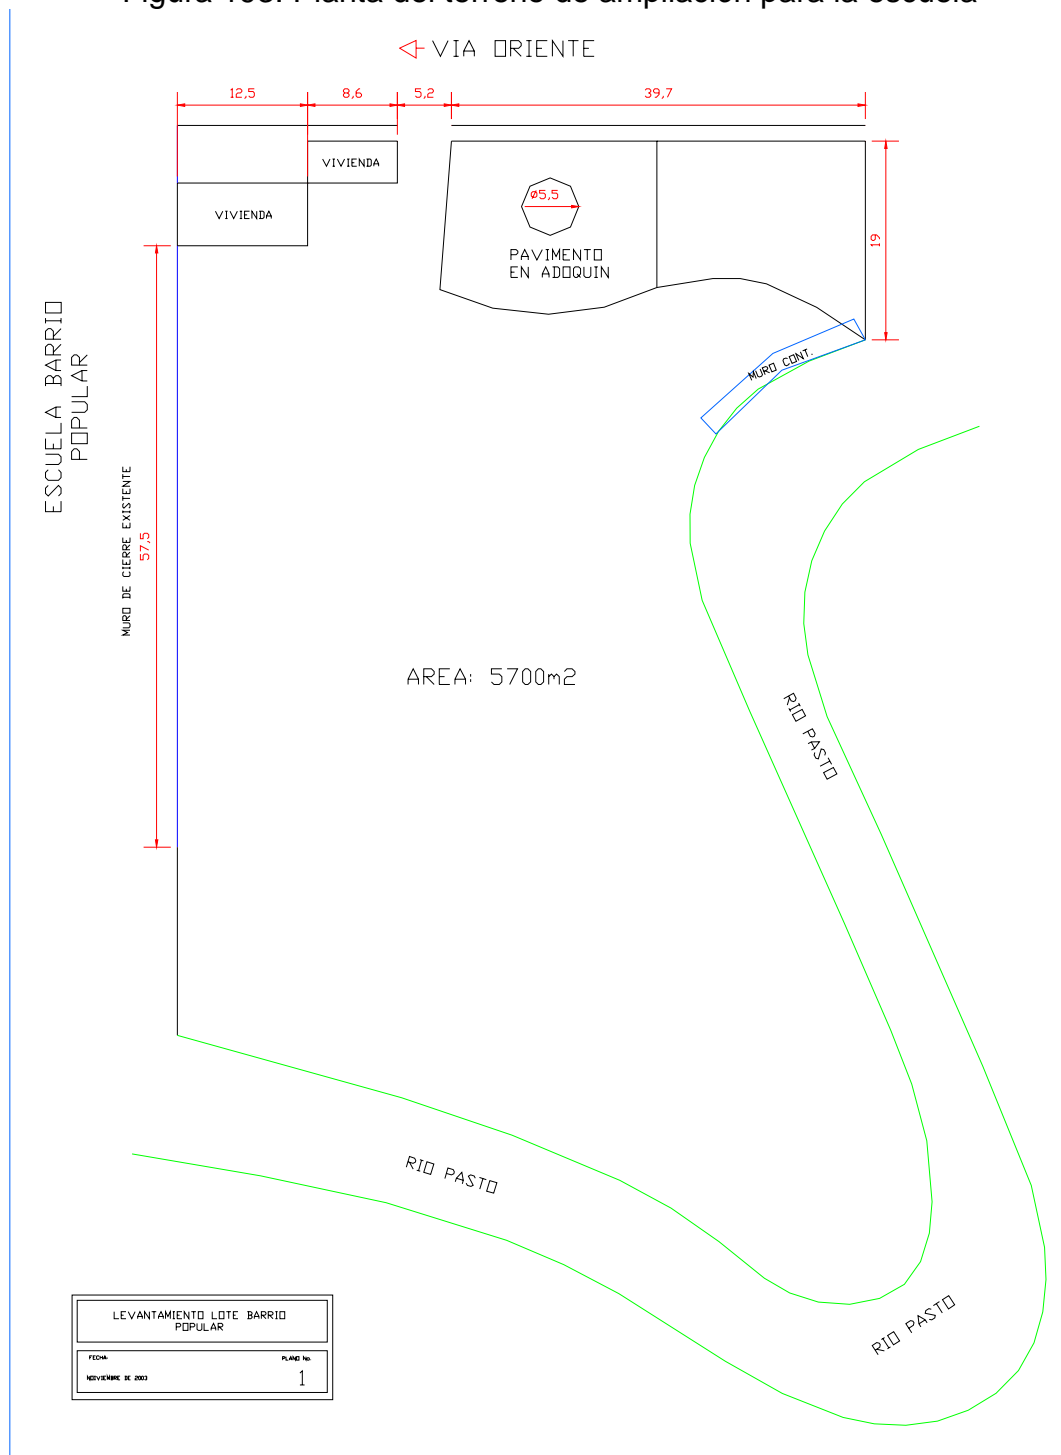 Figura 108. Planta del terreno de ampliación para la escuela
VIA ORIENTE
12,5
8,6
5,2
39,7
VIVIENDA
VIVIENDA
ø5,5
PAVIMENTO
EN ADOQUIN
19
MURO CONT.
ESCUELA BARRIO
POPULAR
MURO DE CIERRE EXISTENTE
57,5
AREA: 5700m2
RIO PASTO
RIO PASTO
RIO PASTO
LEVANTAMIENTO LOTE BARRIO
POPULAR
FECHA:
PLANO No.
NOIVIEMBRE DE 2003
1